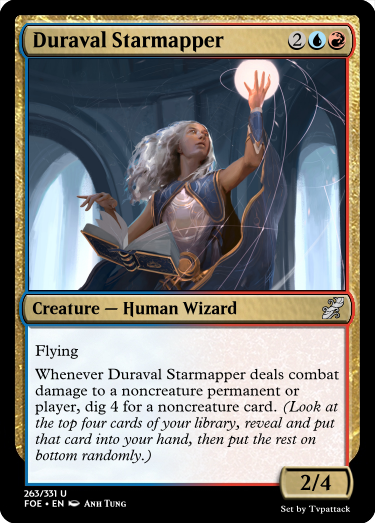 Duraval Starmapper 2
Creature — Human Wizard
Flying
Whenever Duraval Starmapper deals combat
damage to a noncreature permanent or
player, dig 4 for a noncreature card. (Look at
the top four cards of your library, reveal and put
that card into your hand, then put the rest on
bottom randomly.)
2/4
263/331 U
FOE • EN Anh Tung
Set by Tvpattack